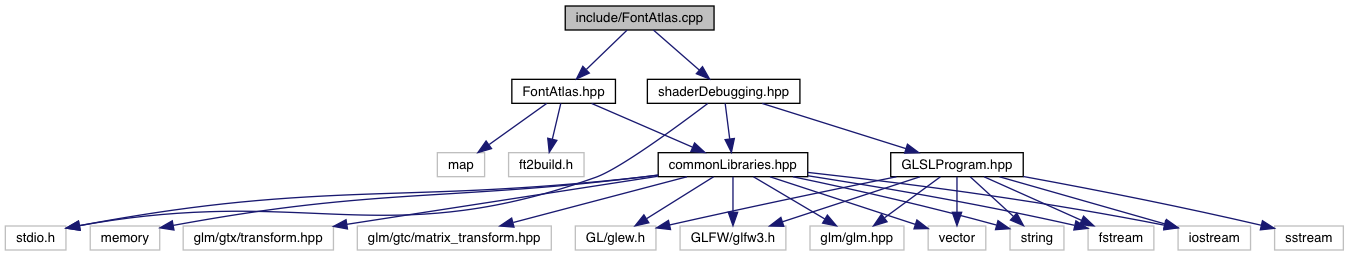 include/FontAtlas.cpp
FontAtlas.hpp
shaderDebugging.hpp
map
ft2build.h
commonLibraries.hpp
GLSLProgram.hpp
stdio.h
memory
glm/gtx/transform.hpp
glm/gtc/matrix_transform.hpp
GL/glew.h
GLFW/glfw3.h
glm/glm.hpp
vector
string
fstream
iostream
sstream